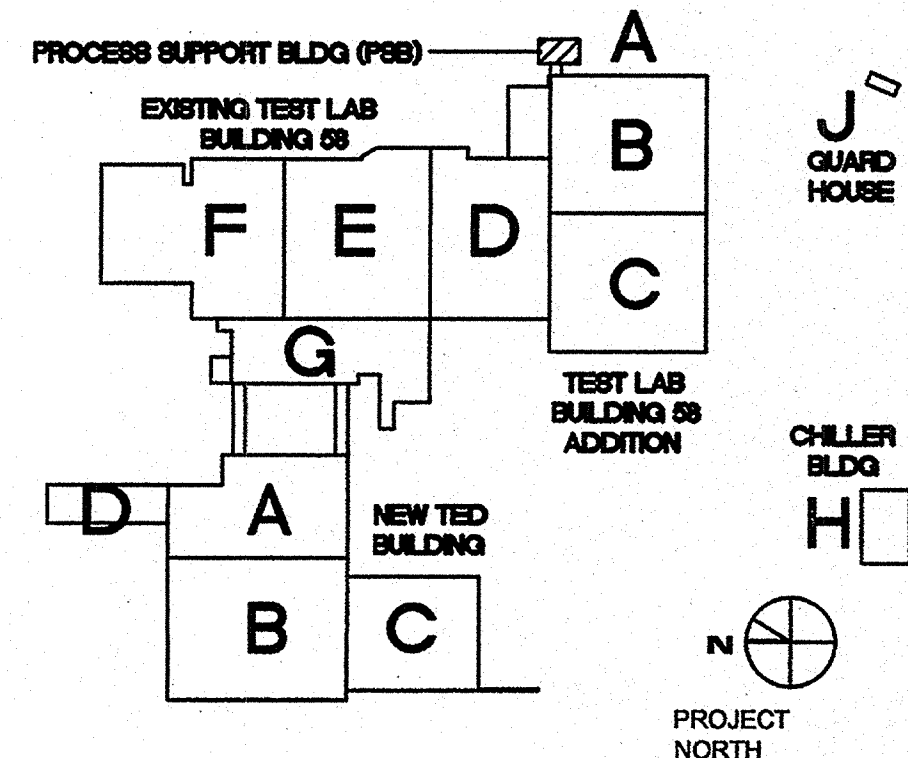 A
PROCESS SUPPORT BLDG (PSB)
EXISTING TEST LAB
BUILDING 58
B
J
GUARD
HOUSE
F
E
D
C
G
TEST LAB
BUILDING 58
ADDITION
CHILLER
BLDG
H
D
A
NEW TED
BUILDING
B
C
N
PROJECT
NORTH